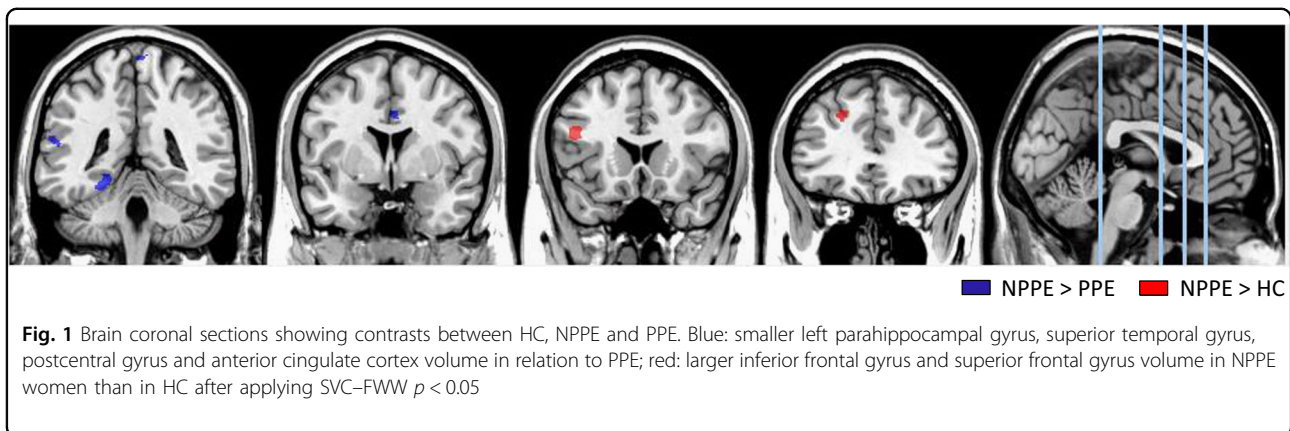 NPPE > PPE NPPE > HC
Fig. 1 Brain coronal sections showing contrasts between HC, NPPE and PPE. Blue: smaller left parahippocampal gyrus, superior temporal gyrus,
postcentral gyrus and anterior cingulate cortex volume in relation to PPE; red: larger inferior frontal gyrus and superior frontal gyrus volume in NPPE
women than in HC after applying SVC–FWW p < 0.05